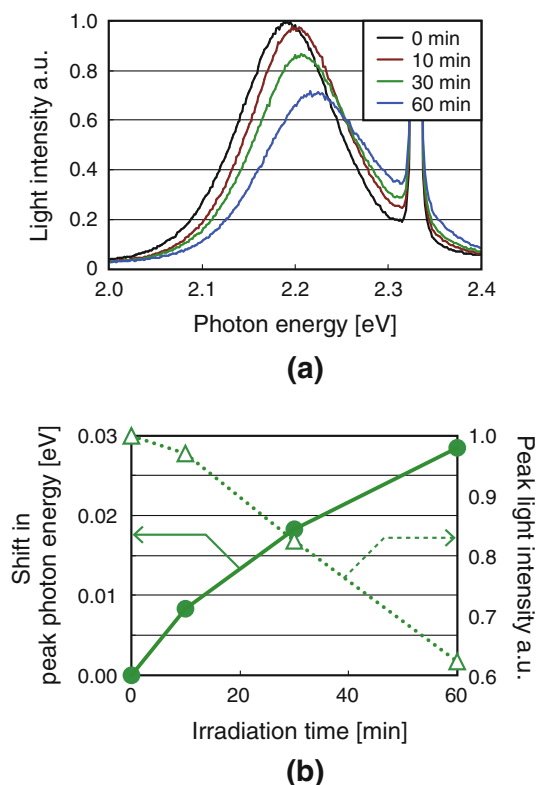 1.0
0.8
0.6
0.4
0.2
0
Light intensity a.u.
0 min
10 min
30 min
60 min
2.0 2.1 2.2 2.3 2.4
Photon energy [eV]
(a)
Shift in
peak photon energy [eV]
0.03
0.02
0.01
0.00
1.0
0.9
0.8
0.7
0.6
Peak light intensity a.u.
0 20 40 60
Irradiation time [min]
(b)